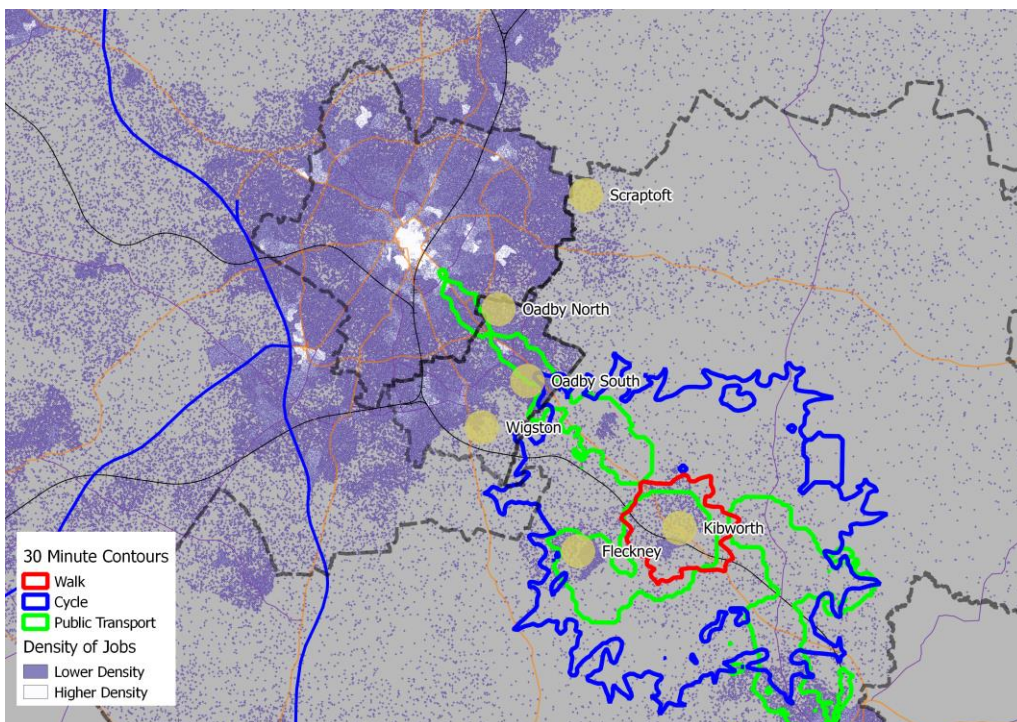 Scraptoft
Oadby North
Oadby South
Wigston
Kibworth
Fleckney
30 Minute Contours
Walk
Cycle
Public Transport
Density of Jobs
Lower Density
Higher Density